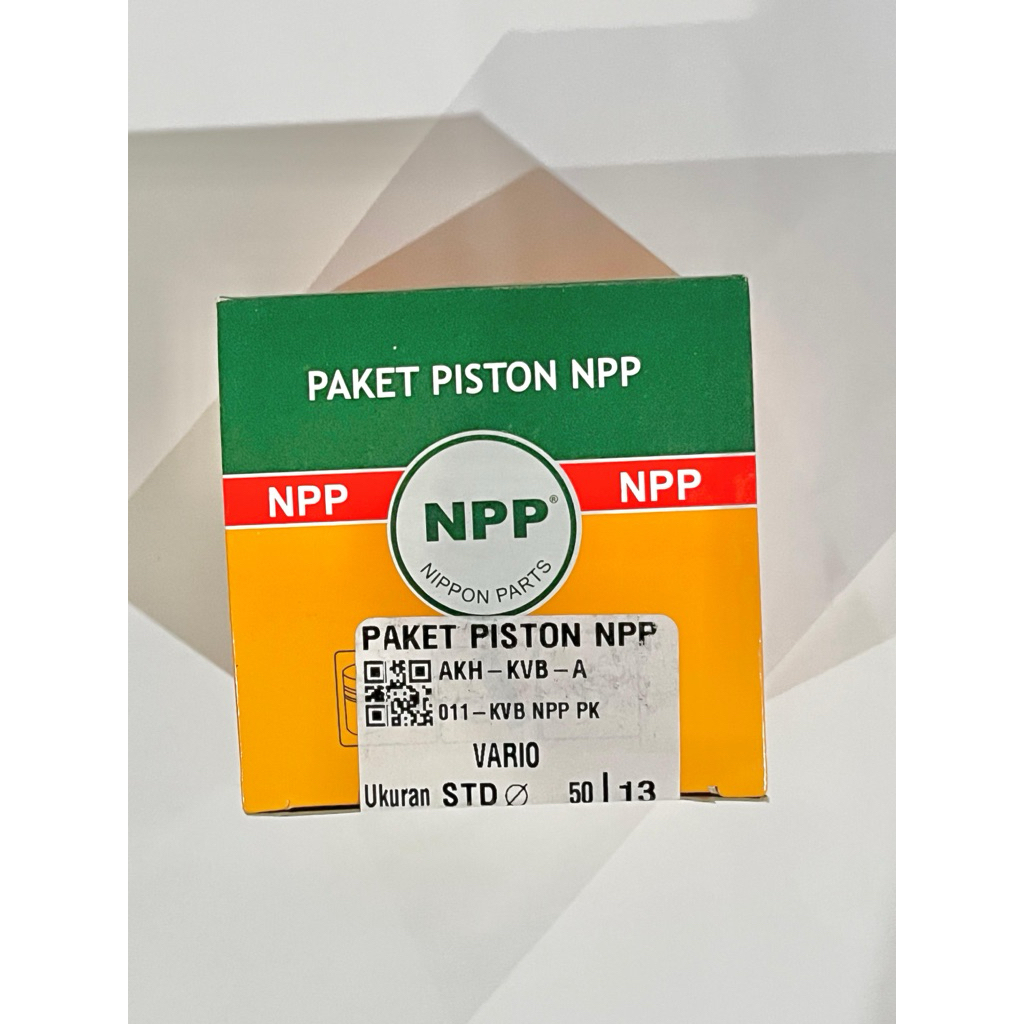 PAKET PISTON NPP
NPP
NPP
NPP®
NIPPON PARTS
PAKET PISTON NPP
AKH-KVB-A
011-KVB NPP PK
VARIO
Ukuran STD ∅ 50 | 13